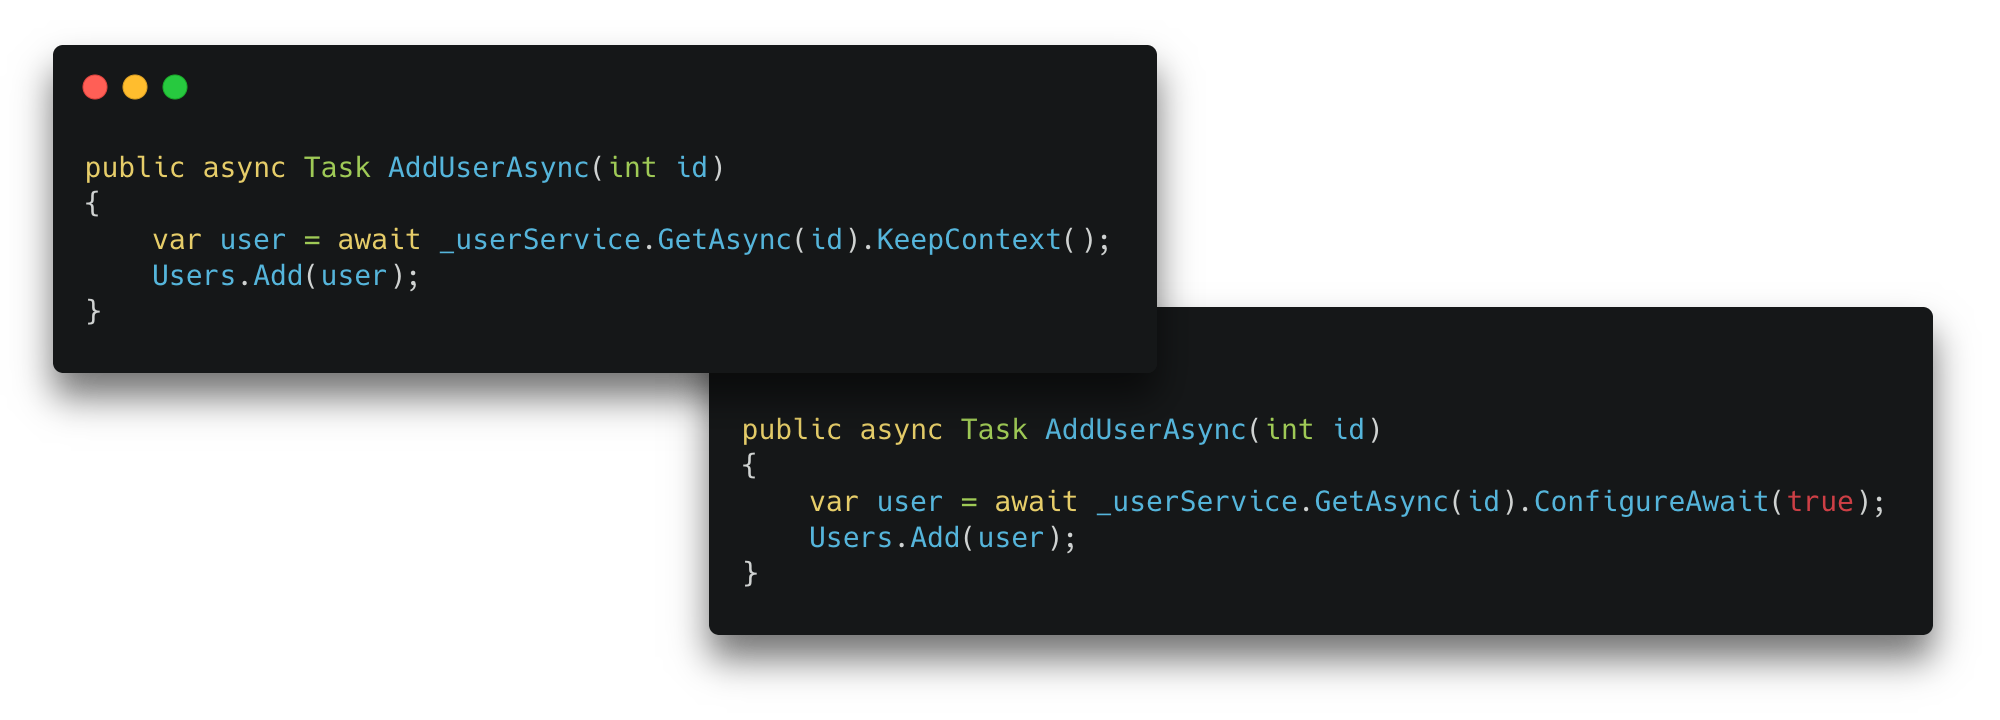 public async Task AddUserAsync(int id)
{
    var user = await _userService.GetAsync(id).KeepContext();
    Users.Add(user);
}
public async Task AddUserAsync(int id)
{
    var user = await _userService.GetAsync(id).ConfigureAwait(true);
    Users.Add(user);
}